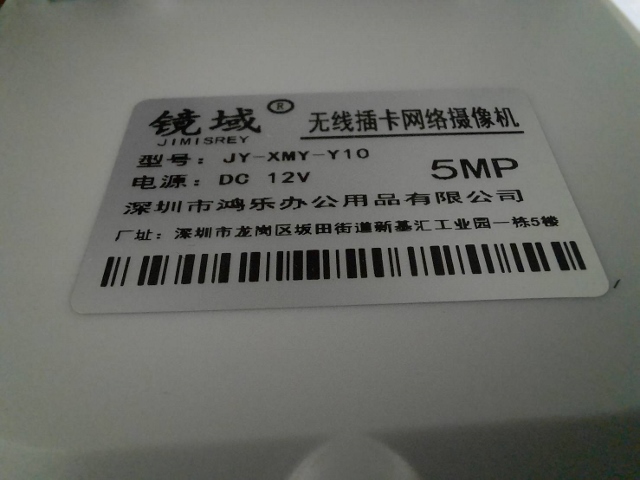 镜域® 无线插卡网络摄像机
JIMISREY
型号：JY-XMY-Y10
5MP
电源：DC 12V
深圳市鸿乐办公用品有限公司
厂址：深圳市龙岗区坂田街道新基汇工业园一栋5楼